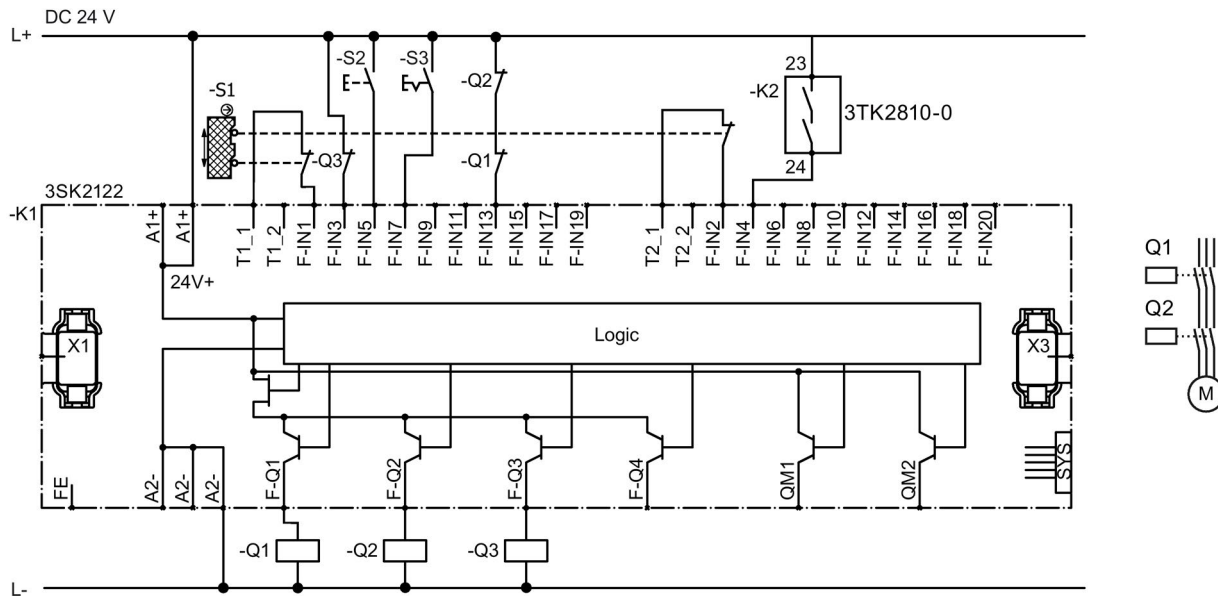 DC 24 V
L+
-S2
-S3
-Q2
-S1
-K2
23
3TK2810-0
-Q3
-Q1
24
3SK2122
-K1
A1+
A1+
T1_1
T1_2
F-IN1
F-IN3
F-IN5
F-IN7
F-IN9
F-IN11
F-IN13
F-IN15
F-IN17
F-IN19
T2_1
T2_2
F-IN2
F-IN4
F-IN6
F-IN8
F-IN10
F-IN12
F-IN14
F-IN16
F-IN18
F-IN20
24V+
Q1
Q2
M
X1
Logic
X3
FE
A2-
A2-
A2-
F-Q1
F-Q2
F-Q3
F-Q4
QM1
QM2
SYS
-Q1
-Q2
-Q3
L-